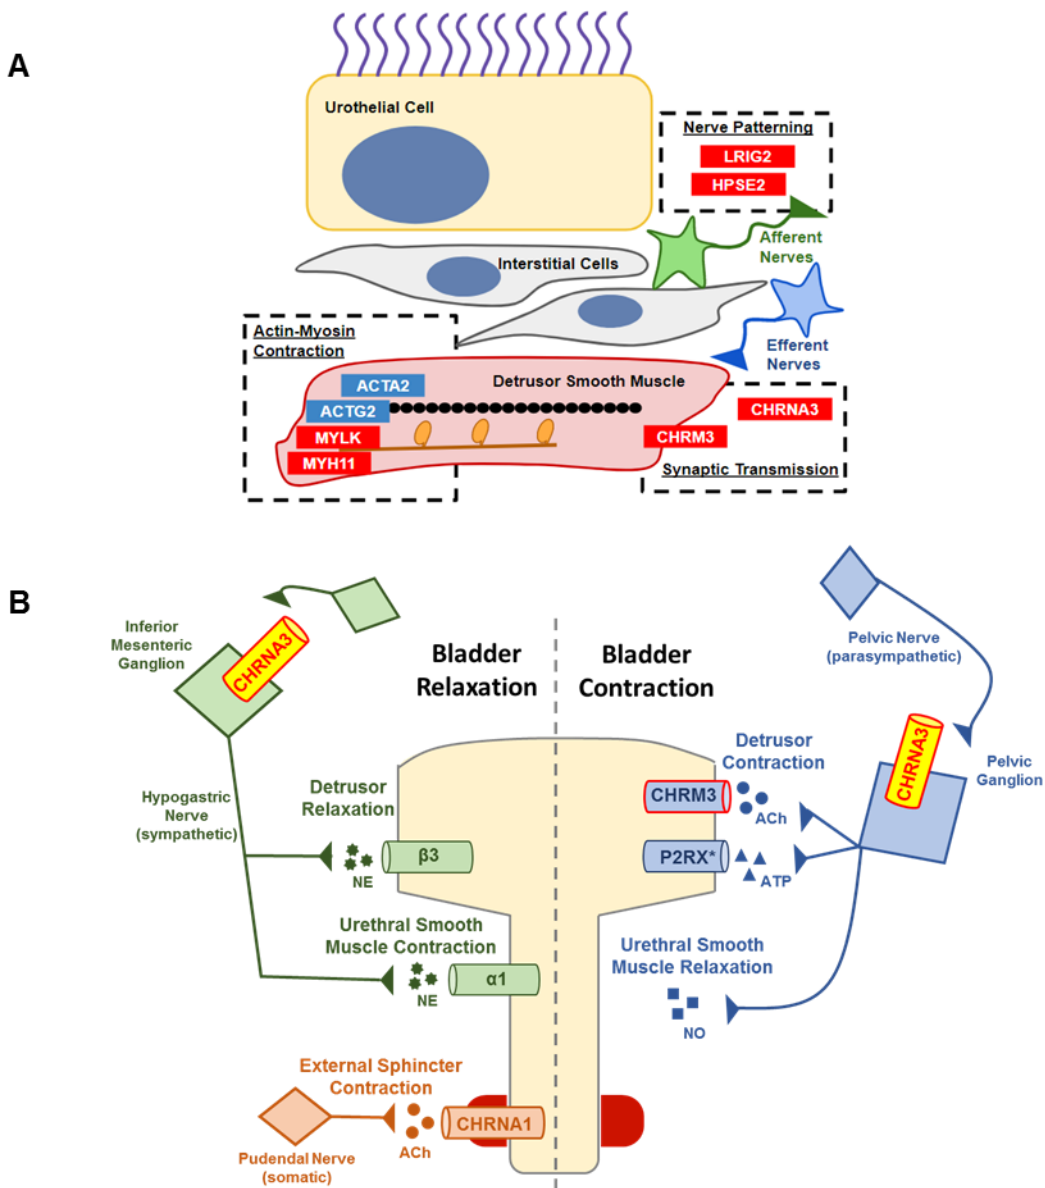 A
Urothelial Cell
Nerve Patterning
LRIG2
HPSE2
Afferent
Nerves
Interstitial Cells
Efferent
Nerves
Actin-Myosin
Contraction
ACTA2
ACTG2
MYLK
MYH11
Detrusor Smooth Muscle
CHRNA3
CHRM3
Synaptic Transmission
B
Inferior
Mesenteric
Ganglion
CHRNA3
Bladder
Relaxation
Bladder
Contraction
Pelvic Nerve
(parasympathetic)
CHRNA3
Pelvic
Ganglion
Hypogastric
Nerve
(sympathetic)
Detrusor
Relaxation
β3
NE
Detrusor
Contraction
CHRM3
ACh
P2RX*
ATP
Urethral Smooth
Muscle Contraction
α1
NE
Urethral Smooth
Muscle Relaxation
NO
External Sphincter
Contraction
CHRNA1
ACh
Pudendal Nerve
(somatic)